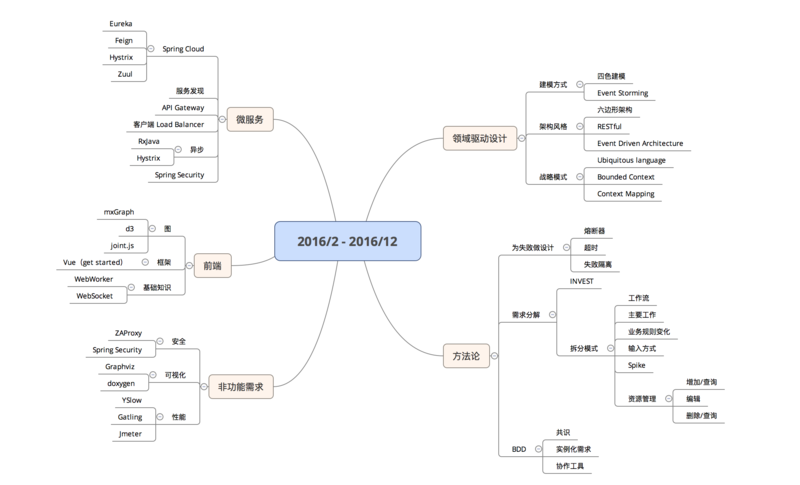 2016/2 - 2016/12
微服务
Spring Cloud
Eureka
Feign
Hystrix
Zuul
服务发现
API Gateway
客户端 Load Balancer
异步
RxJava
Hystrix
Spring Security
前端
图
mxGraph
d3
joint.js
框架
Vue（get started）
基础知识
WebWorker
WebSocket
非功能需求
安全
ZAProxy
Spring Security
可视化
Graphviz
doxygen
性能
YSlow
Gatling
Jmeter
领域驱动设计
建模方式
四色建模
Event Storming
架构风格
六边形架构
RESTful
Event Driven Architecture
战略模式
Ubiquitous language
Bounded Context
Context Mapping
方法论
为失败做设计
熔断器
超时
失败隔离
需求分解
INVEST
拆分模式
工作流
主要工作
业务规则变化
输入方式
Spike
资源管理
增加/查询
编辑
删除/查询
BDD
共识
实例化需求
协作工具